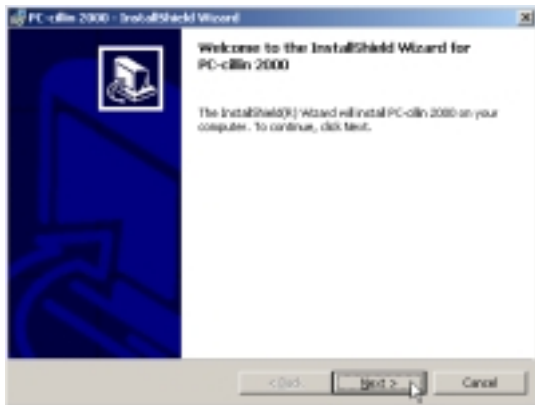 PC-cillin 2000 - InstallShield Wizard
Welcome to the InstallShield Wizard for
PC-cillin 2000
The InstallShield(R) Wizard will install PC-cillin 2000 on your
computer. To continue, click Next.
< Back Next > Cancel